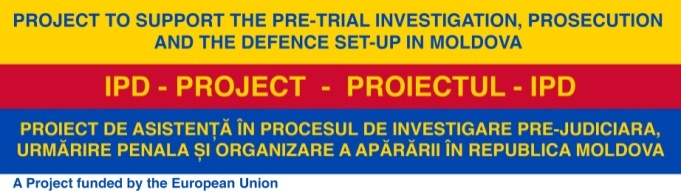 PROJECT TO SUPPORT THE PRE-TRIAL INVESTIGATION, PROSECUTION
AND THE DEFENCE SET-UP IN MOLDOVA
IPD - PROJECT - PROIECTUL - IPD
PROIECT DE ASISTENȚĂ ÎN PROCESUL DE INVESTIGARE PRE-JUDICIARA,
URMĂRIRE PENALA ȘI ORGANIZARE A APĂRĂRII ÎN REPUBLICA MOLDOVA
A Project funded by the European Union